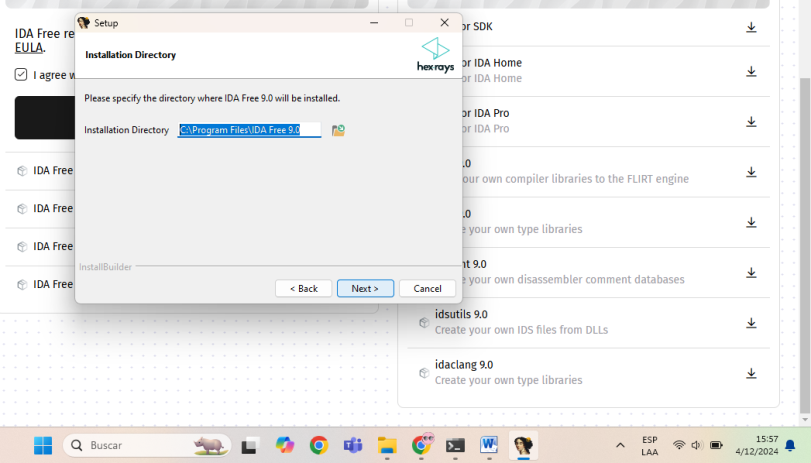 Setup
Installation Directory
hexrays
Please specify the directory where IDA Free 9.0 will be installed.
Installation Directory
C:\Program Files\IDA Free 9.0
InstallBuilder
< Back
Next >
Cancel
IDA Free re
EULA.
I agree w
IDA Free
IDA Free
IDA Free
IDA Free
or SDK
or IDA Home
or IDA Home
or IDA Pro
or IDA Pro
.0
our own compiler libraries to the FLIRT engine
.0
e your own type libraries
nt 9.0
e your own disassembler comment databases
idsutils 9.0
Create your own IDS files from DLLs
idaclang 9.0
Create your own type libraries
Buscar
ESP
LAA
15:57
4/12/2024